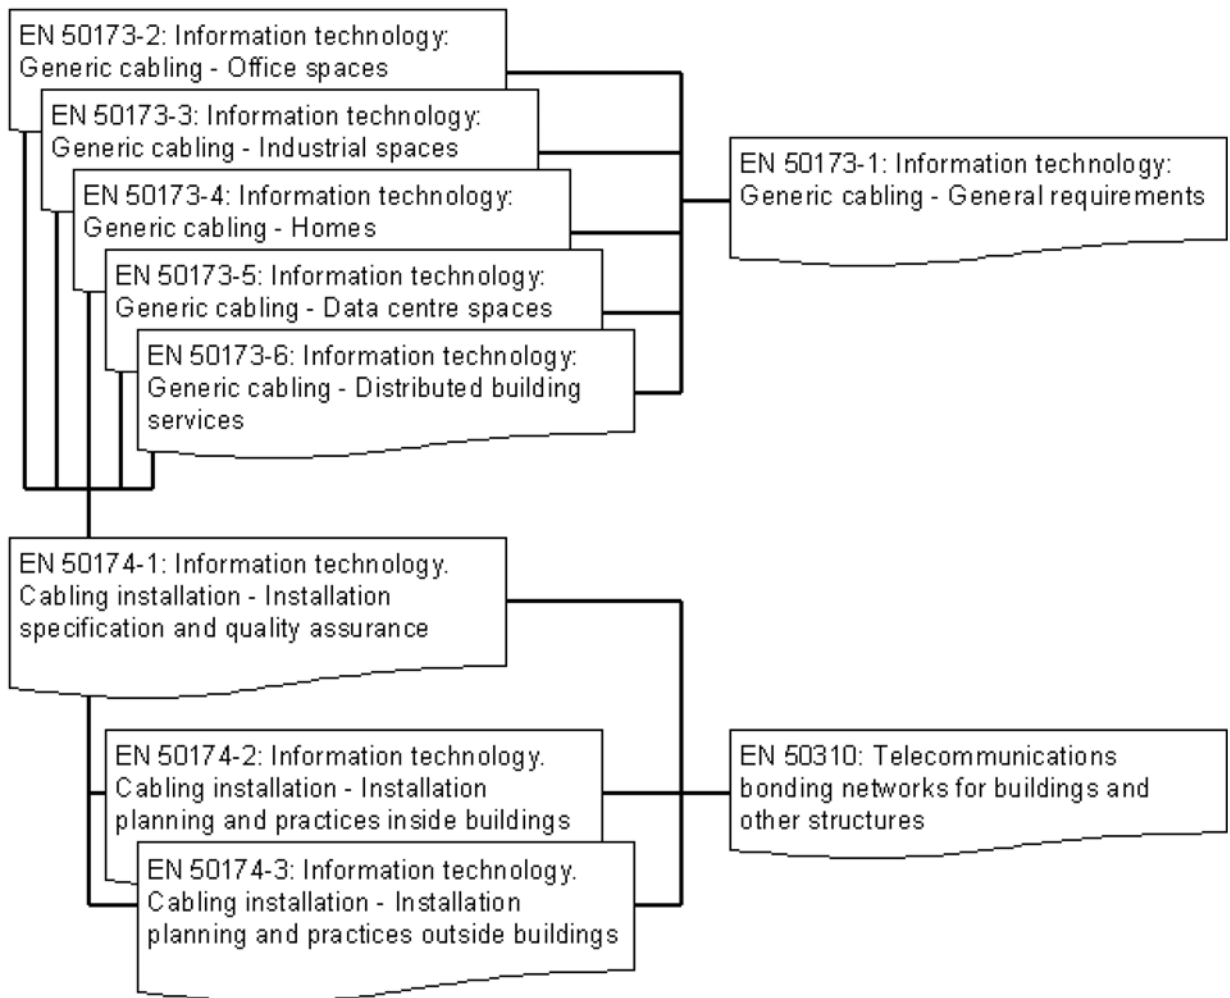 EN 50173-2: Information technology:
Generic cabling - Office spaces
EN 50173-3: Information technology:
Generic cabling - Industrial spaces
EN 50173-4: Information technology:
Generic cabling - Homes
EN 50173-5: Information technology:
Generic cabling - Data centre spaces
EN 50173-6: Information technology:
Generic cabling - Distributed building
services
EN 50173-1: Information technology:
Generic cabling - General requirements
EN 50174-1: Information technology.
Cabling installation - Installation
specification and quality assurance
EN 50174-2: Information technology.
Cabling installation - Installation
planning and practices inside buildings
EN 50174-3: Information technology.
Cabling installation - Installation
planning and practices outside buildings
EN 50310: Telecommunications
bonding networks for buildings and
other structures